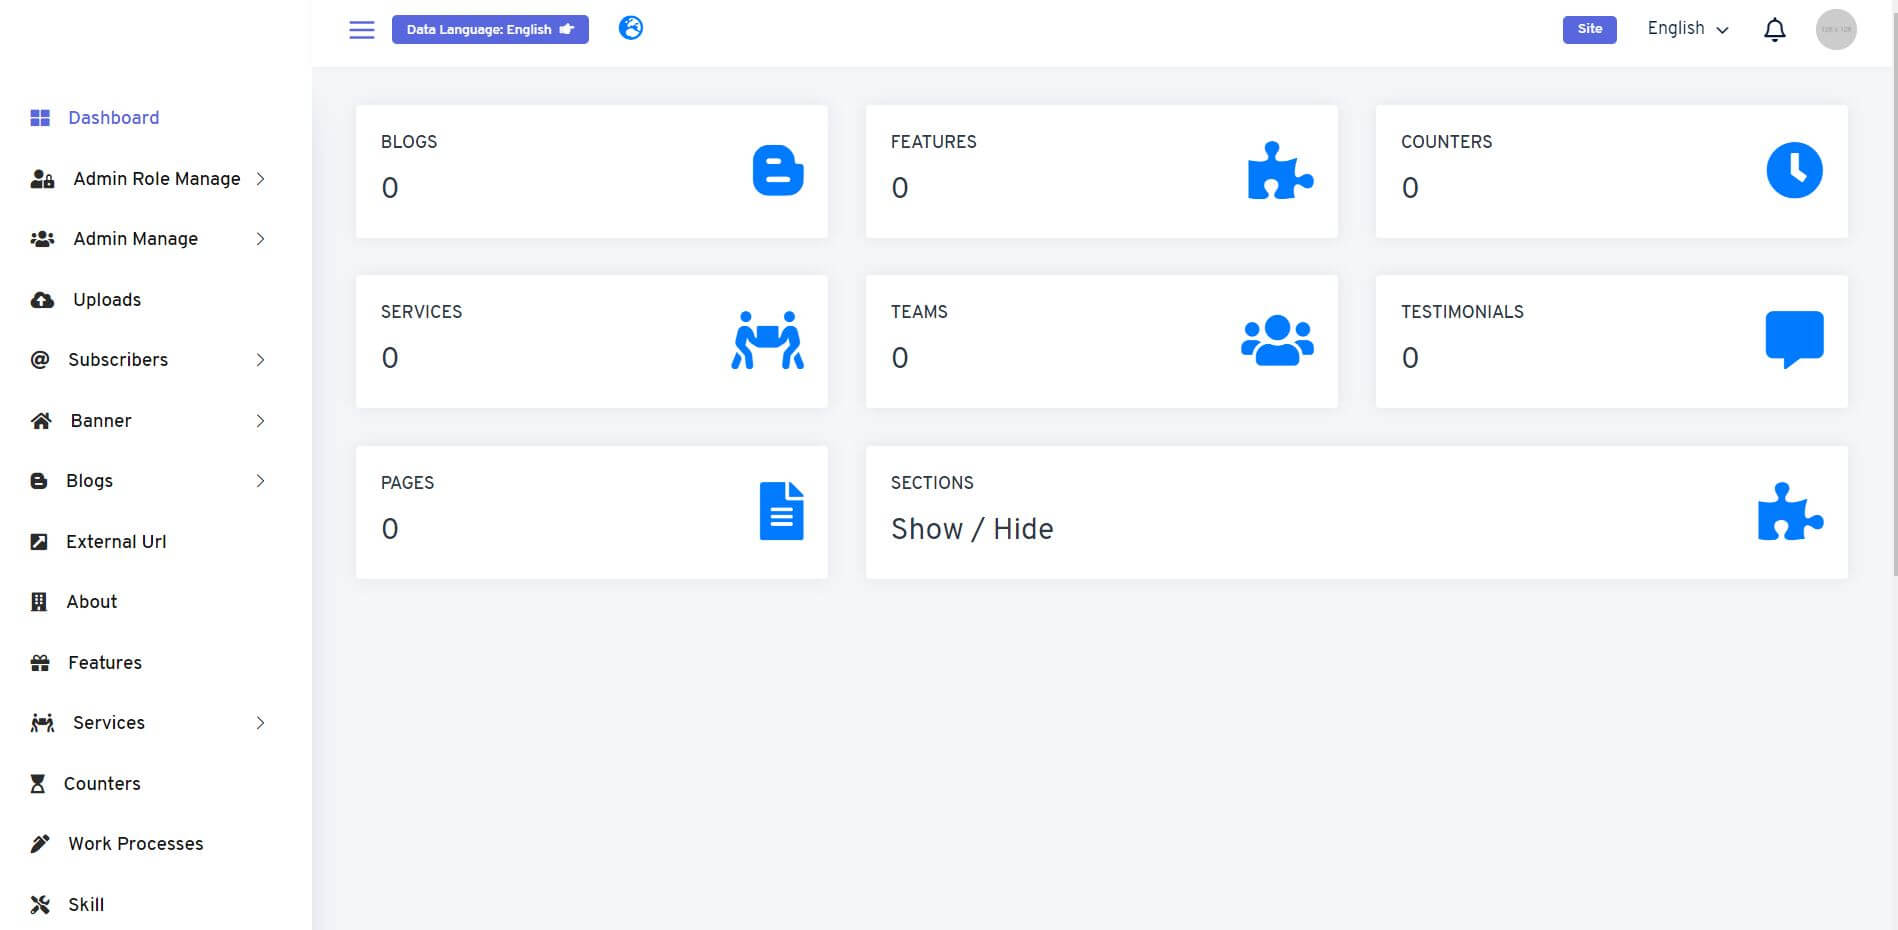 Data Language: English
Site
English
Dashboard
Admin Role Manage
Admin Manage
Uploads
Subscribers
Banner
Blogs
External Url
About
Features
Services
Counters
Work Processes
Skill
BLOGS
0
FEATURES
0
COUNTERS
0
SERVICES
0
TEAMS
0
TESTIMONIALS
0
PAGES
0
SECTIONS
Show / Hide